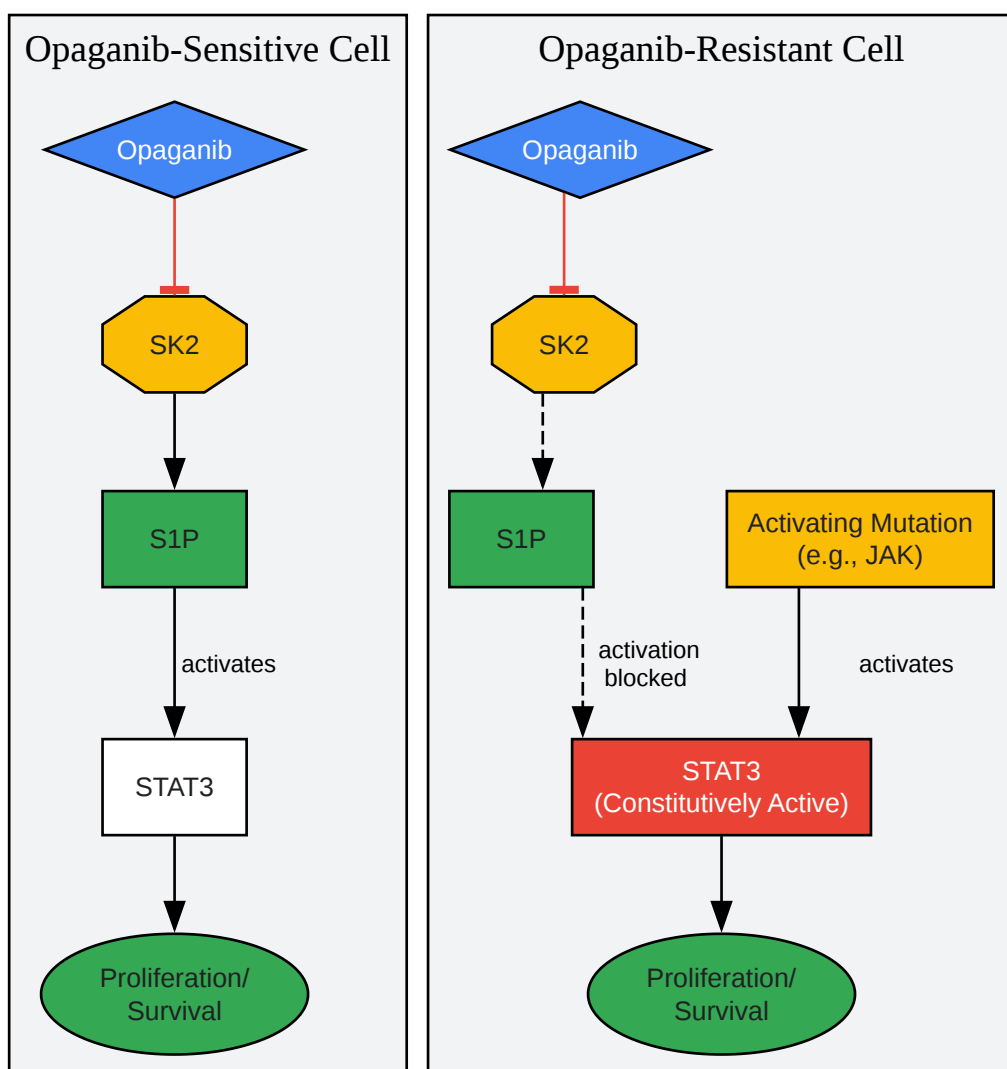 Opaganib-Sensitive Cell
Opaganib
SK2
S1P
activates
STAT3
Proliferation/
Survival
Opaganib-Resistant Cell
Opaganib
SK2
S1P
Activating Mutation
(e.g., JAK)
activation
blocked
activates
STAT3
(Constitutively Active)
Proliferation/
Survival